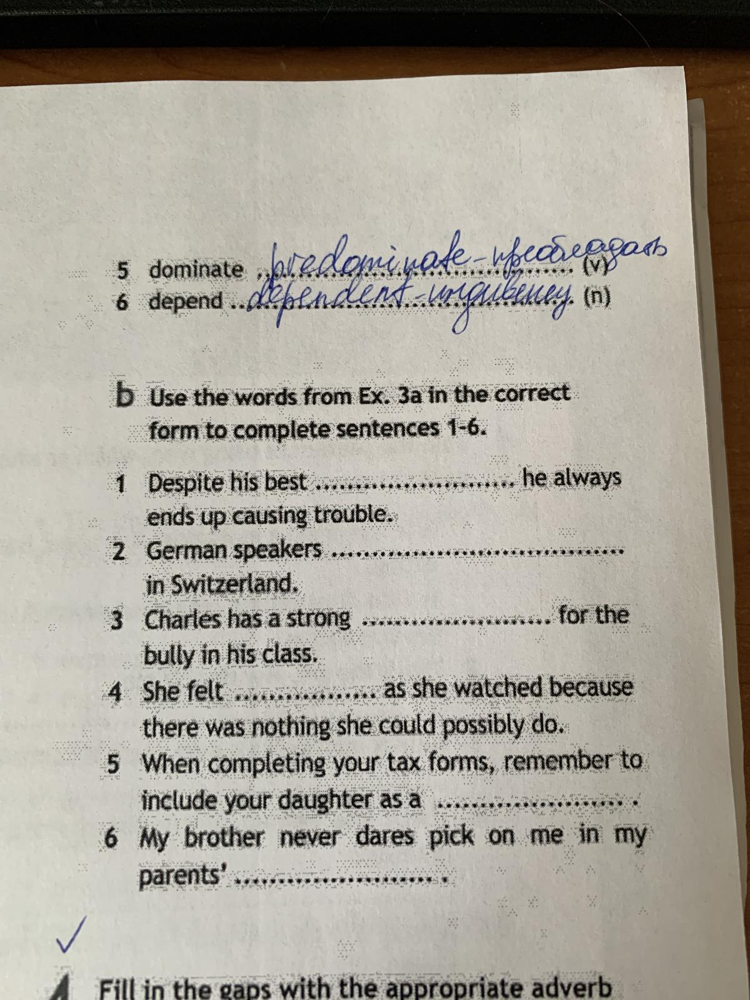 5 dominate predominate - преобладать (v)
6 depend dependent - иждивенец (n)
b Use the words from Ex. 3a in the correct
form to complete sentences 1-6.
1 Despite his best ........................ he always
ends up causing trouble.
2 German speakers ....................................
in Switzerland.
3 Charles has a strong ....................... for the
bully in his class.
4 She felt ................. as she watched because
there was nothing she could possibly do.
5 When completing your tax forms, remember to
include your daughter as a ....................... .
6 My brother never dares pick on me in my
parents' ........................ .
4 Fill in the gaps with the appropriate adverb